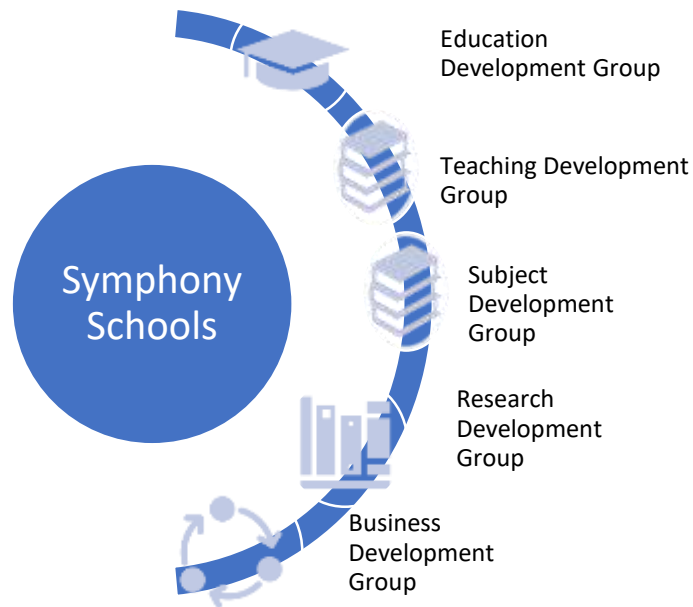 Education
Development Group
Teaching Development
Group
Symphony
Schools
Subject
Development
Group
Research
Development
Group
Business
Development
Group